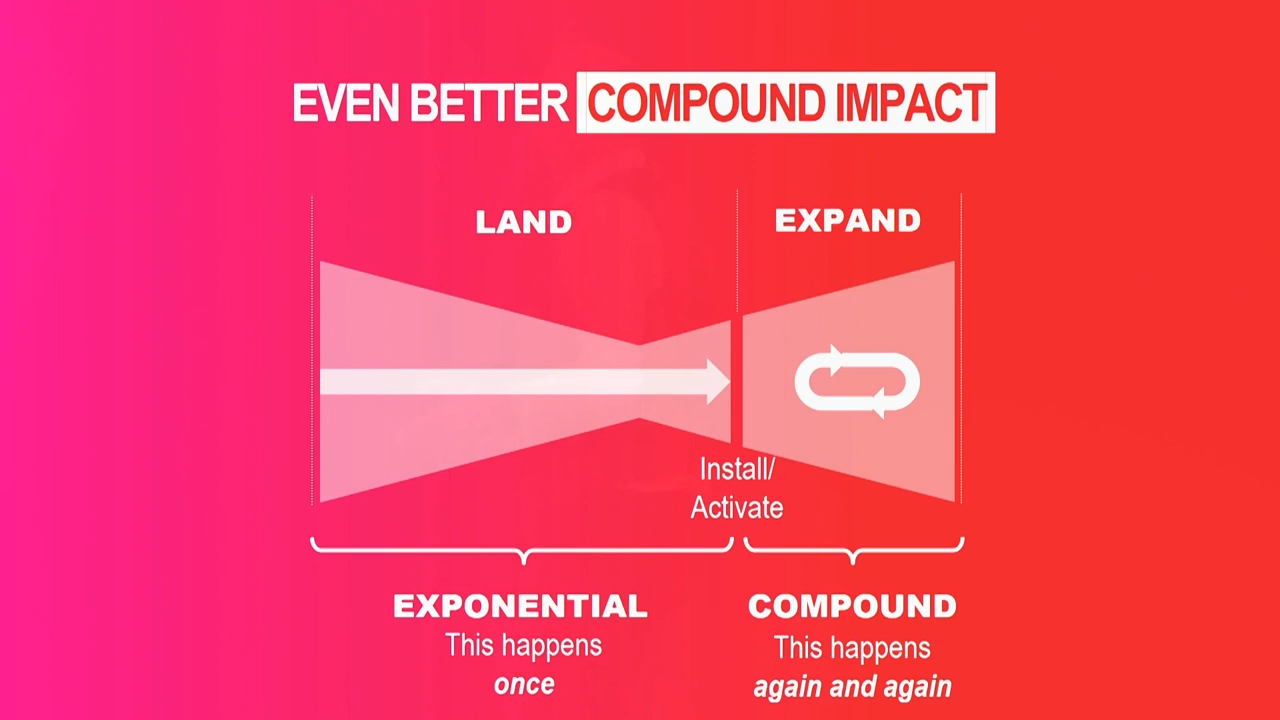 EVEN BETTER COMPOUND IMPACT
LAND
EXPAND
Install/
Activate
EXPONENTIAL
This happens
once
COMPOUND
This happens
again and again